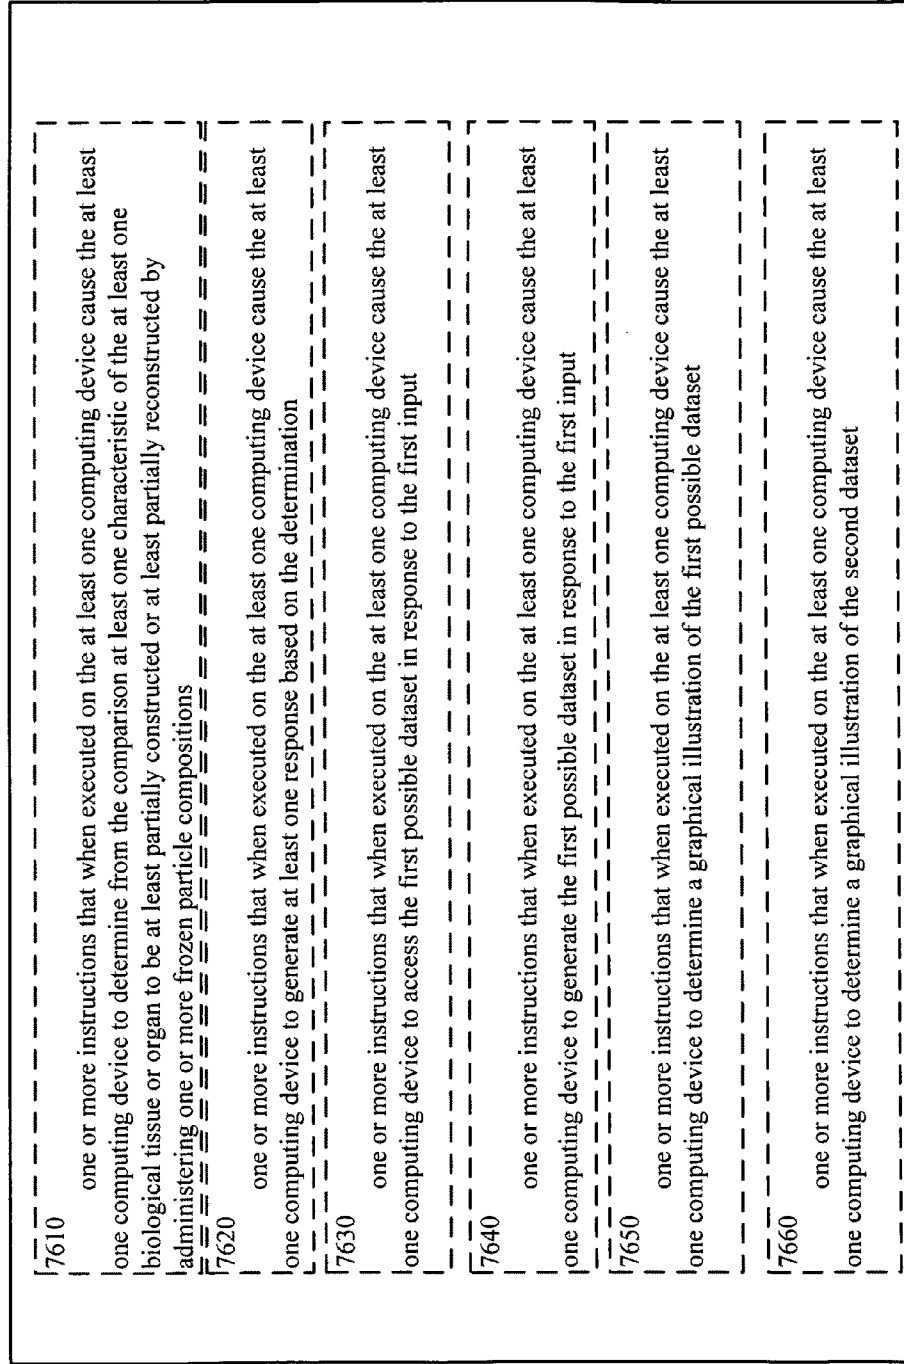 7610
one or more instructions that when executed on the at least one computing device cause the at least
one computing device to determine from the comparison at least one characteristic of the at least one
biological tissue or organ to be at least partially constructed or at least partially reconstructed by
administering one or more frozen particle compositions
7620
one or more instructions that when executed on the at least one computing device cause the at least
one computing device to generate at least one response based on the determination
7630
one or more instructions that when executed on the at least one computing device cause the at least
one computing device to access the first possible dataset in response to the first input
7640
one or more instructions that when executed on the at least one computing device cause the at least
one computing device to generate the first possible dataset in response to the first input
7650
one or more instructions that when executed on the at least one computing device cause the at least
one computing device to determine a graphical illustration of the first possible dataset
7660
one or more instructions that when executed on the at least one computing device cause the at least
one computing device to determine a graphical illustration of the second dataset